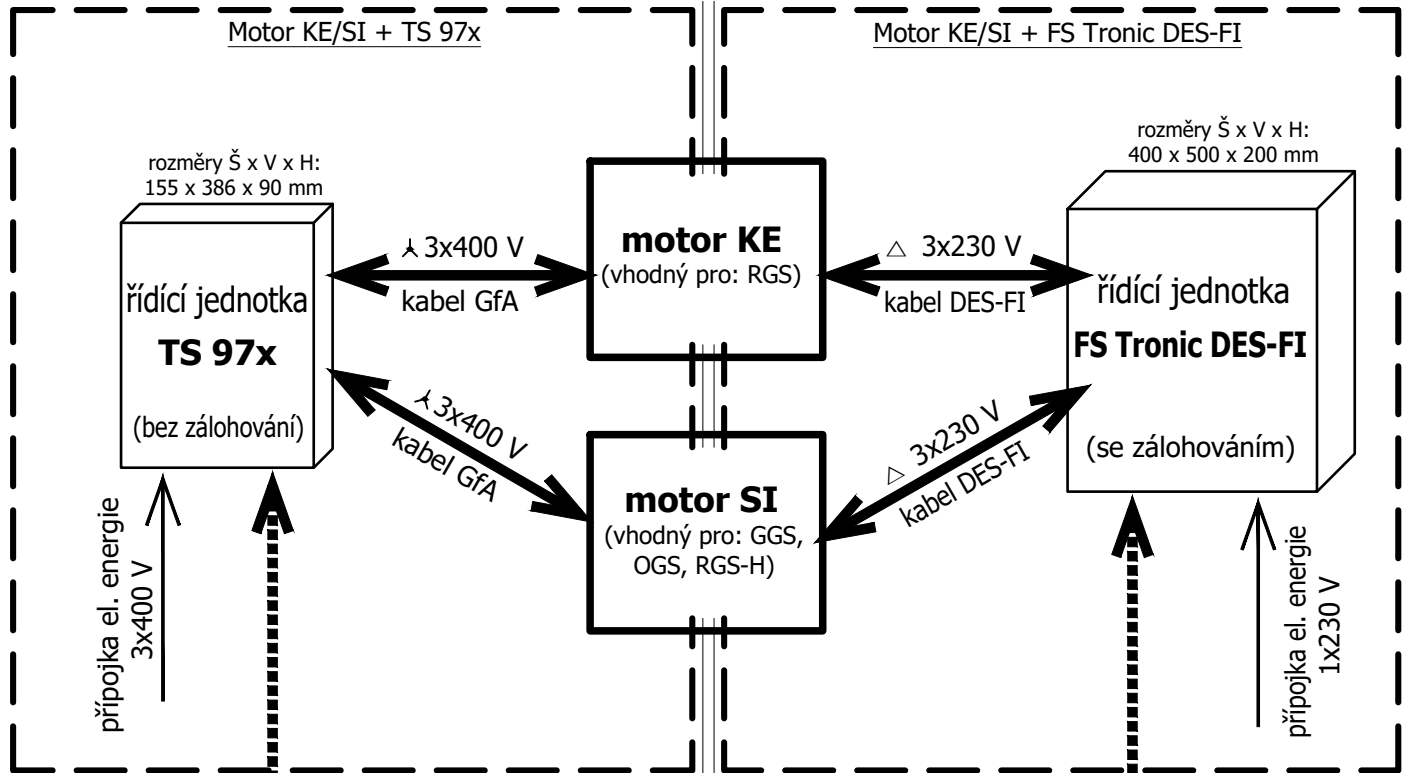 Motor KE/SI + TS 97x
rozměry Š x V x H:
155 x 386 x 90 mm
řídící jednotka
TS 97x
(bez zálohování)
přípojka el. energie
3x400 V
3x400 V
kabel GfA
3x400 V
kabel GfA
motor KE
(vhodný pro: RGS)
motor SI
(vhodný pro: GGS,
OGS, RGS-H)
Motor KE/SI + FS Tronic DES-FI
△ 3x230 V
kabel DES-FI
△ 3x230 V
kabel DES-FI
rozměry Š x V x H:
400 x 500 x 200 mm
řídící jednotka
FS Tronic DES-FI
(se zálohováním)
přípojka el. energie
1x230 V